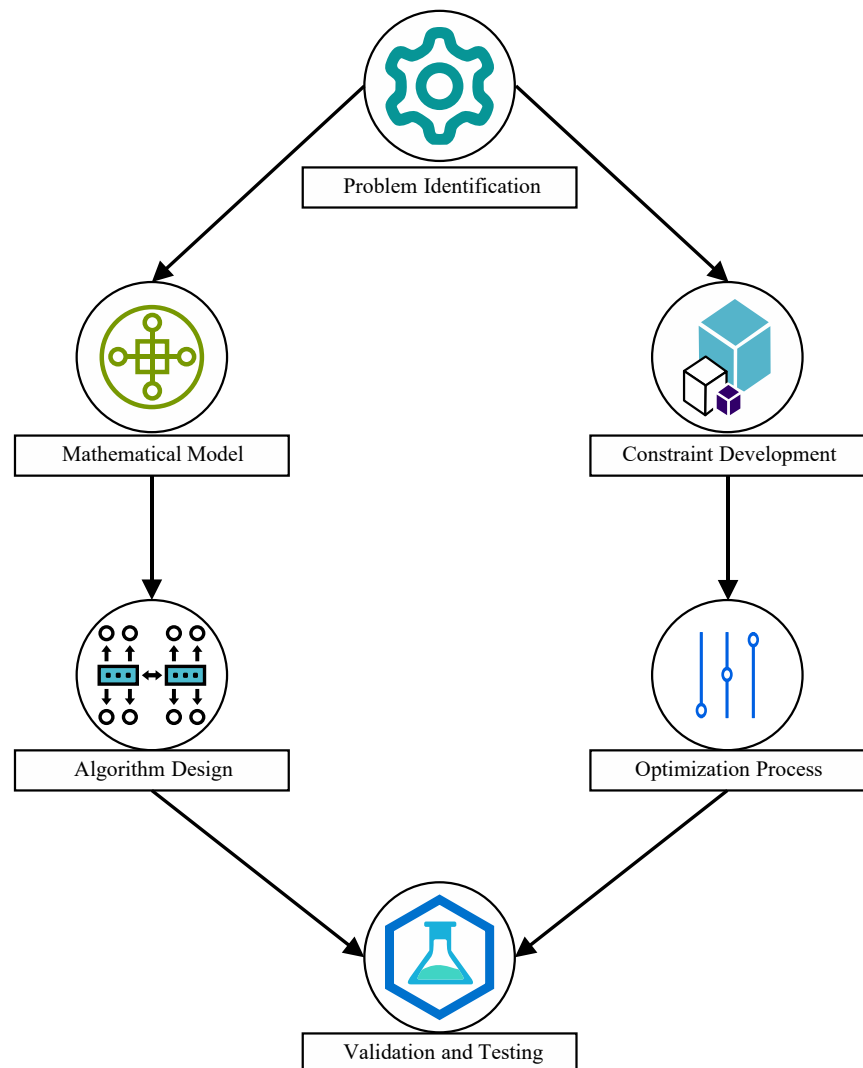 Problem Identification
Mathematical Model
Constraint Development
Algorithm Design
Optimization Process
Validation and Testing